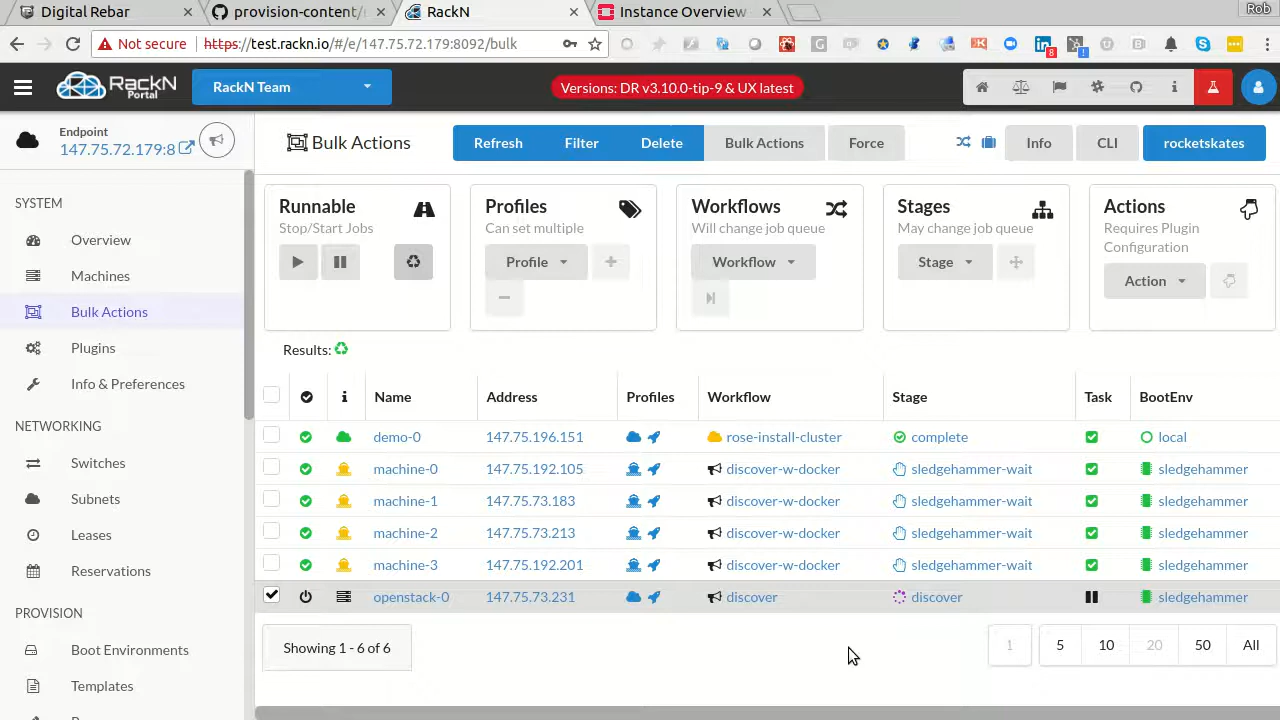 Digital Rebar
provision-content/
RackN
Instance Overview
Rob
Not secure
https://test.rackn.io/#/e/147.75.72.179:8092/bulk
8
!
RackN
Portal
RackN Team
Versions: DR v3.10.0-tip-9 & UX latest
Endpoint
147.75.72.179:8
Bulk Actions
Refresh
Filter
Delete
Bulk Actions
Force
Info
CLI
rocketskates
SYSTEM
Overview
Machines
Bulk Actions
Plugins
Info & Preferences
NETWORKING
Switches
Subnets
Leases
Reservations
PROVISION
Boot Environments
Templates
Runnable
Stop/Start Jobs
Profiles
Can set multiple
Profile
Workflows
Will change job queue
Workflow
Stages
May change job queue
Stage
Actions
Requires Plugin
Configuration
Action
Results:
Name Address Profiles Workflow Stage Task BootEnv
demo-0 147.75.196.151 rose-install-cluster complete local
machine-0 147.75.192.105 discover-w-docker sledgehammer-wait sledgehammer
machine-1 147.75.73.183 discover-w-docker sledgehammer-wait sledgehammer
machine-2 147.75.73.213 discover-w-docker sledgehammer-wait sledgehammer
machine-3 147.75.192.201 discover-w-docker sledgehammer-wait sledgehammer
openstack-0 147.75.73.231 discover discover sledgehammer
Showing 1 - 6 of 6
1 5 10 20 50 All